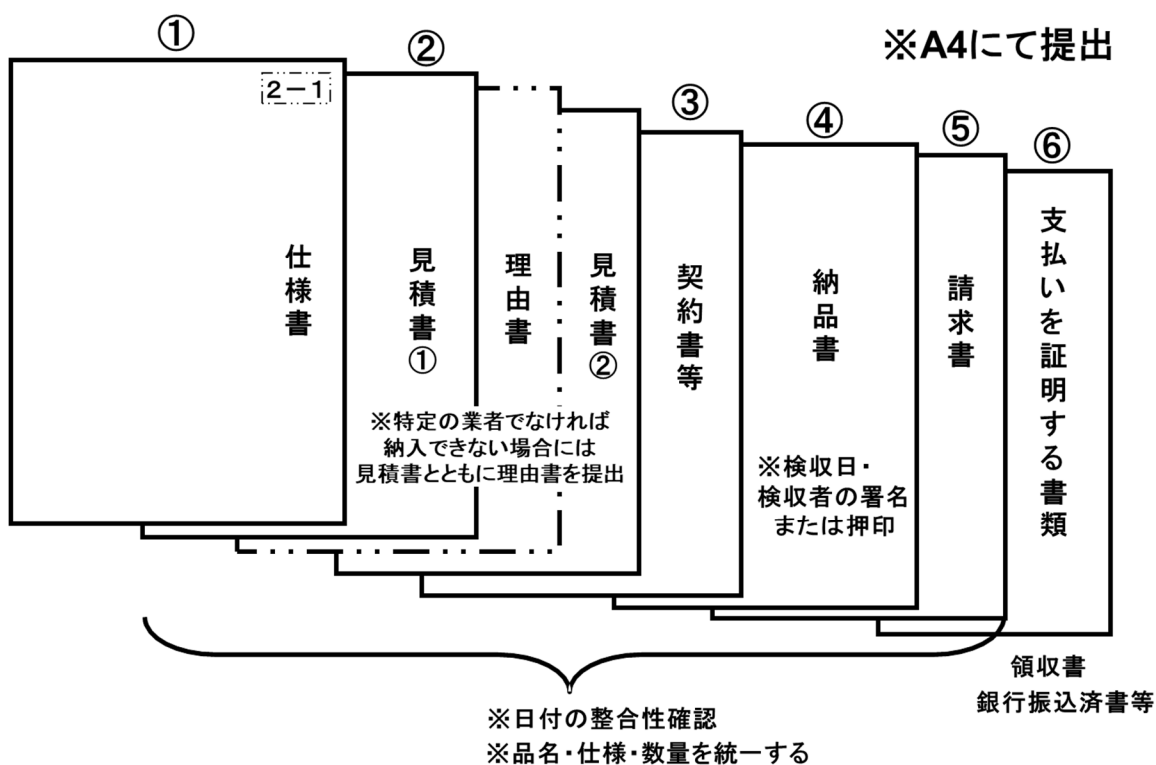 ※A4にて提出
①
2－1
仕様書
②
見積書①
理由書
見積書②
※特定の業者でなければ
納入できない場合には
見積書とともに理由書を提出
③
契約書等
④
納品書
※検収日・
検収者の署名
または押印
⑤
請求書
⑥
支払いを証明する書類
領収書
銀行振込済書等
※日付の整合性確認
※品名・仕様・数量を統一する